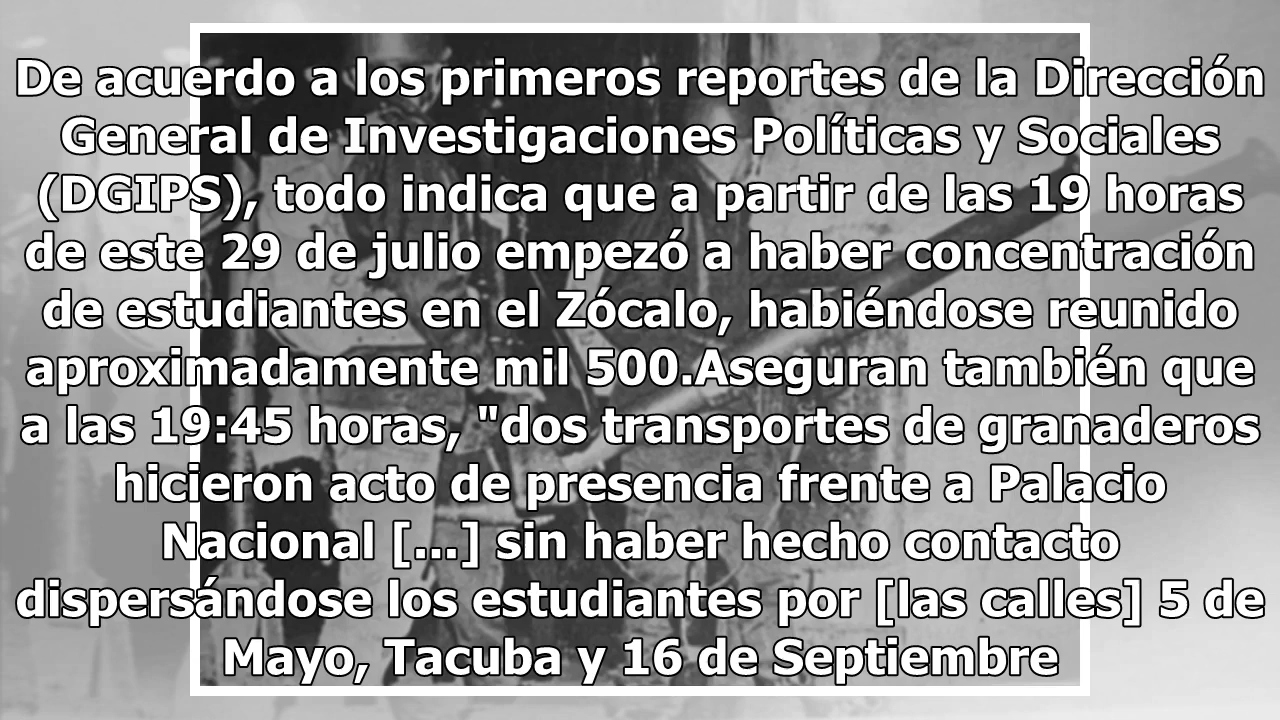 De acuerdo a los primeros reportes de la Dirección
General de Investigaciones Políticas y Sociales
(DGIPS), todo indica que a partir de las 19 horas
de este 29 de julio empezó a haber concentración
de estudiantes en el Zócalo, habiéndose reunido
aproximadamente mil 500.Aseguran también que
a las 19:45 horas, "dos transportes de granaderos
hicieron acto de presencia frente a Palacio
Nacional [...] sin haber hecho contacto
dispersándose los estudiantes por [las calles] 5 de
Mayo, Tacuba y 16 de Septiembre